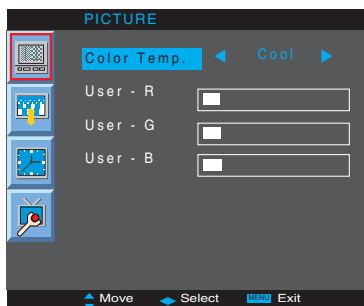 PICTURE
Color Temp. Cool
User - R
User - G
User - B
Move Select MENU Exit